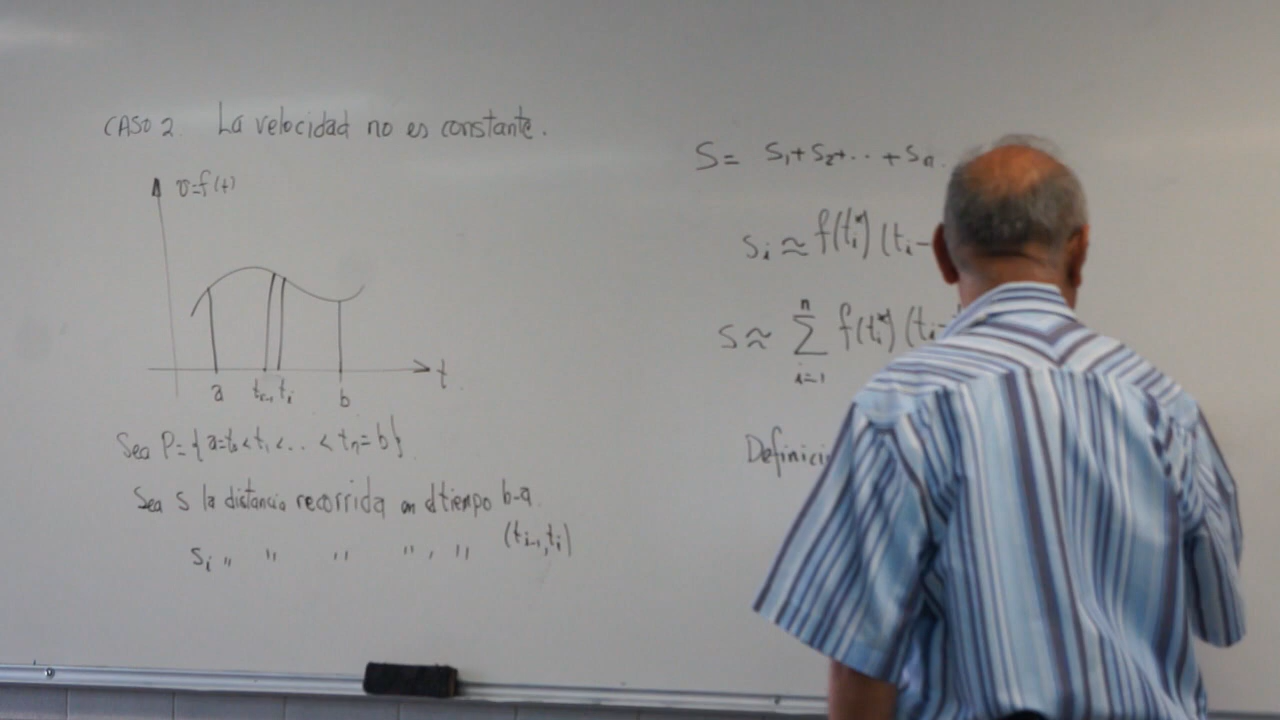 CASO 2. La velocidad no es constante.
v=f(t)
t
a t_{i-1} t_i b
Sea P={a=t_0<t_1<...<t_n=b}.
Sea S la distancia recorrida en el tiempo b-a.
s_i " " " " , " (t_{i-1}, t_i)
S= S_1+S_2+...+S_n.
s_i ≈ f(t_i^*) (t_i-
s ≈ \sum_{i=1}^{n} f(t_i^*) (t_i-
Definici